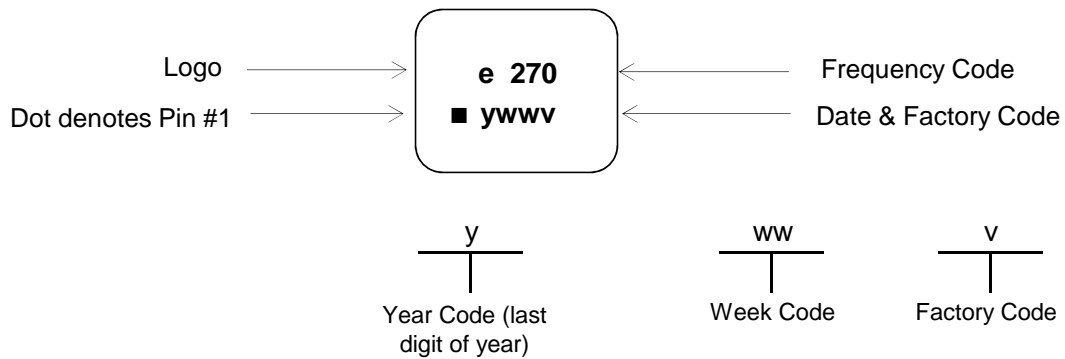 Logo
e 270
Frequency Code
Dot denotes Pin #1
■ ywwv
Date & Factory Code
y
ww
v
Year Code (last
digit of year)
Week Code
Factory Code